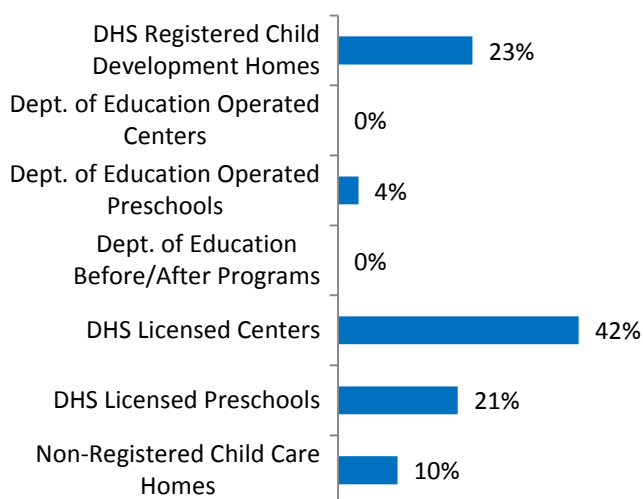 DHS Registered Child
Development Homes
23%
Dept. of Education Operated
Centers
0%
Dept. of Education Operated
Preschools
4%
Dept. of Education
Before/After Programs
0%
DHS Licensed Centers
42%
DHS Licensed Preschools
21%
Non-Registered Child Care
Homes
10%